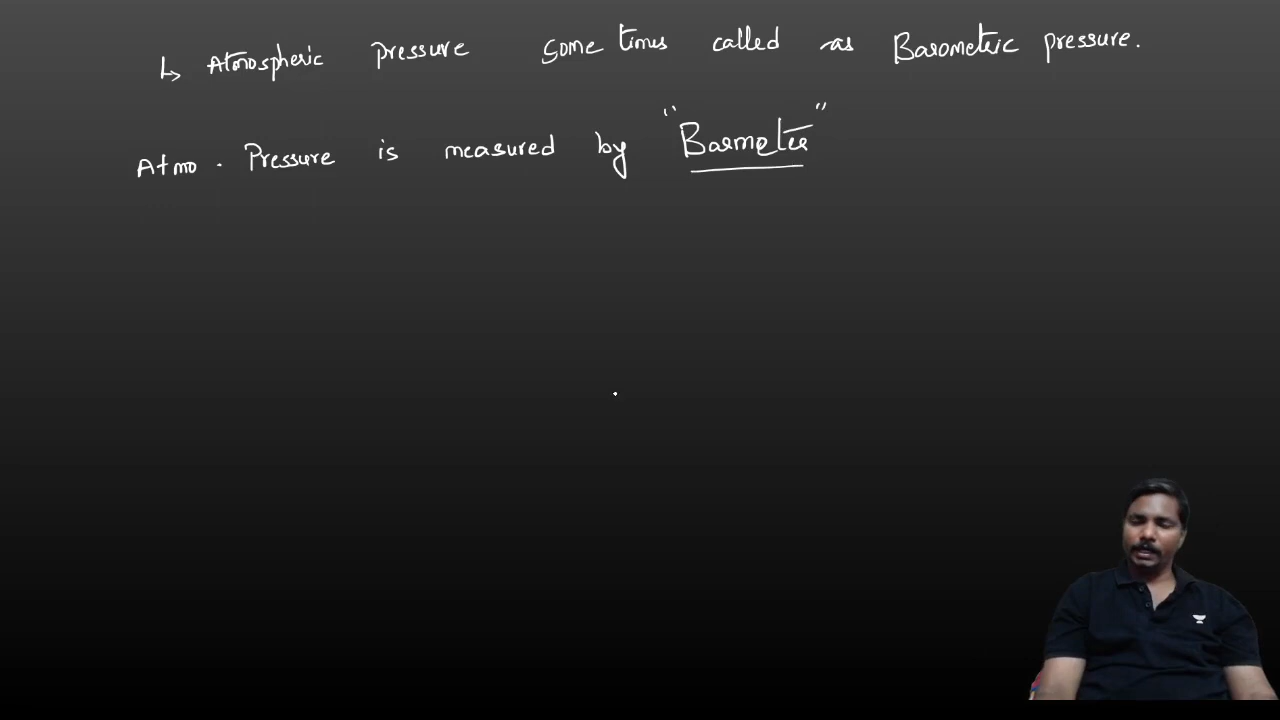 ↳ Atmospheric pressure some times called as Barometric pressure.
Atmo. Pressure is measured by "Barometer"